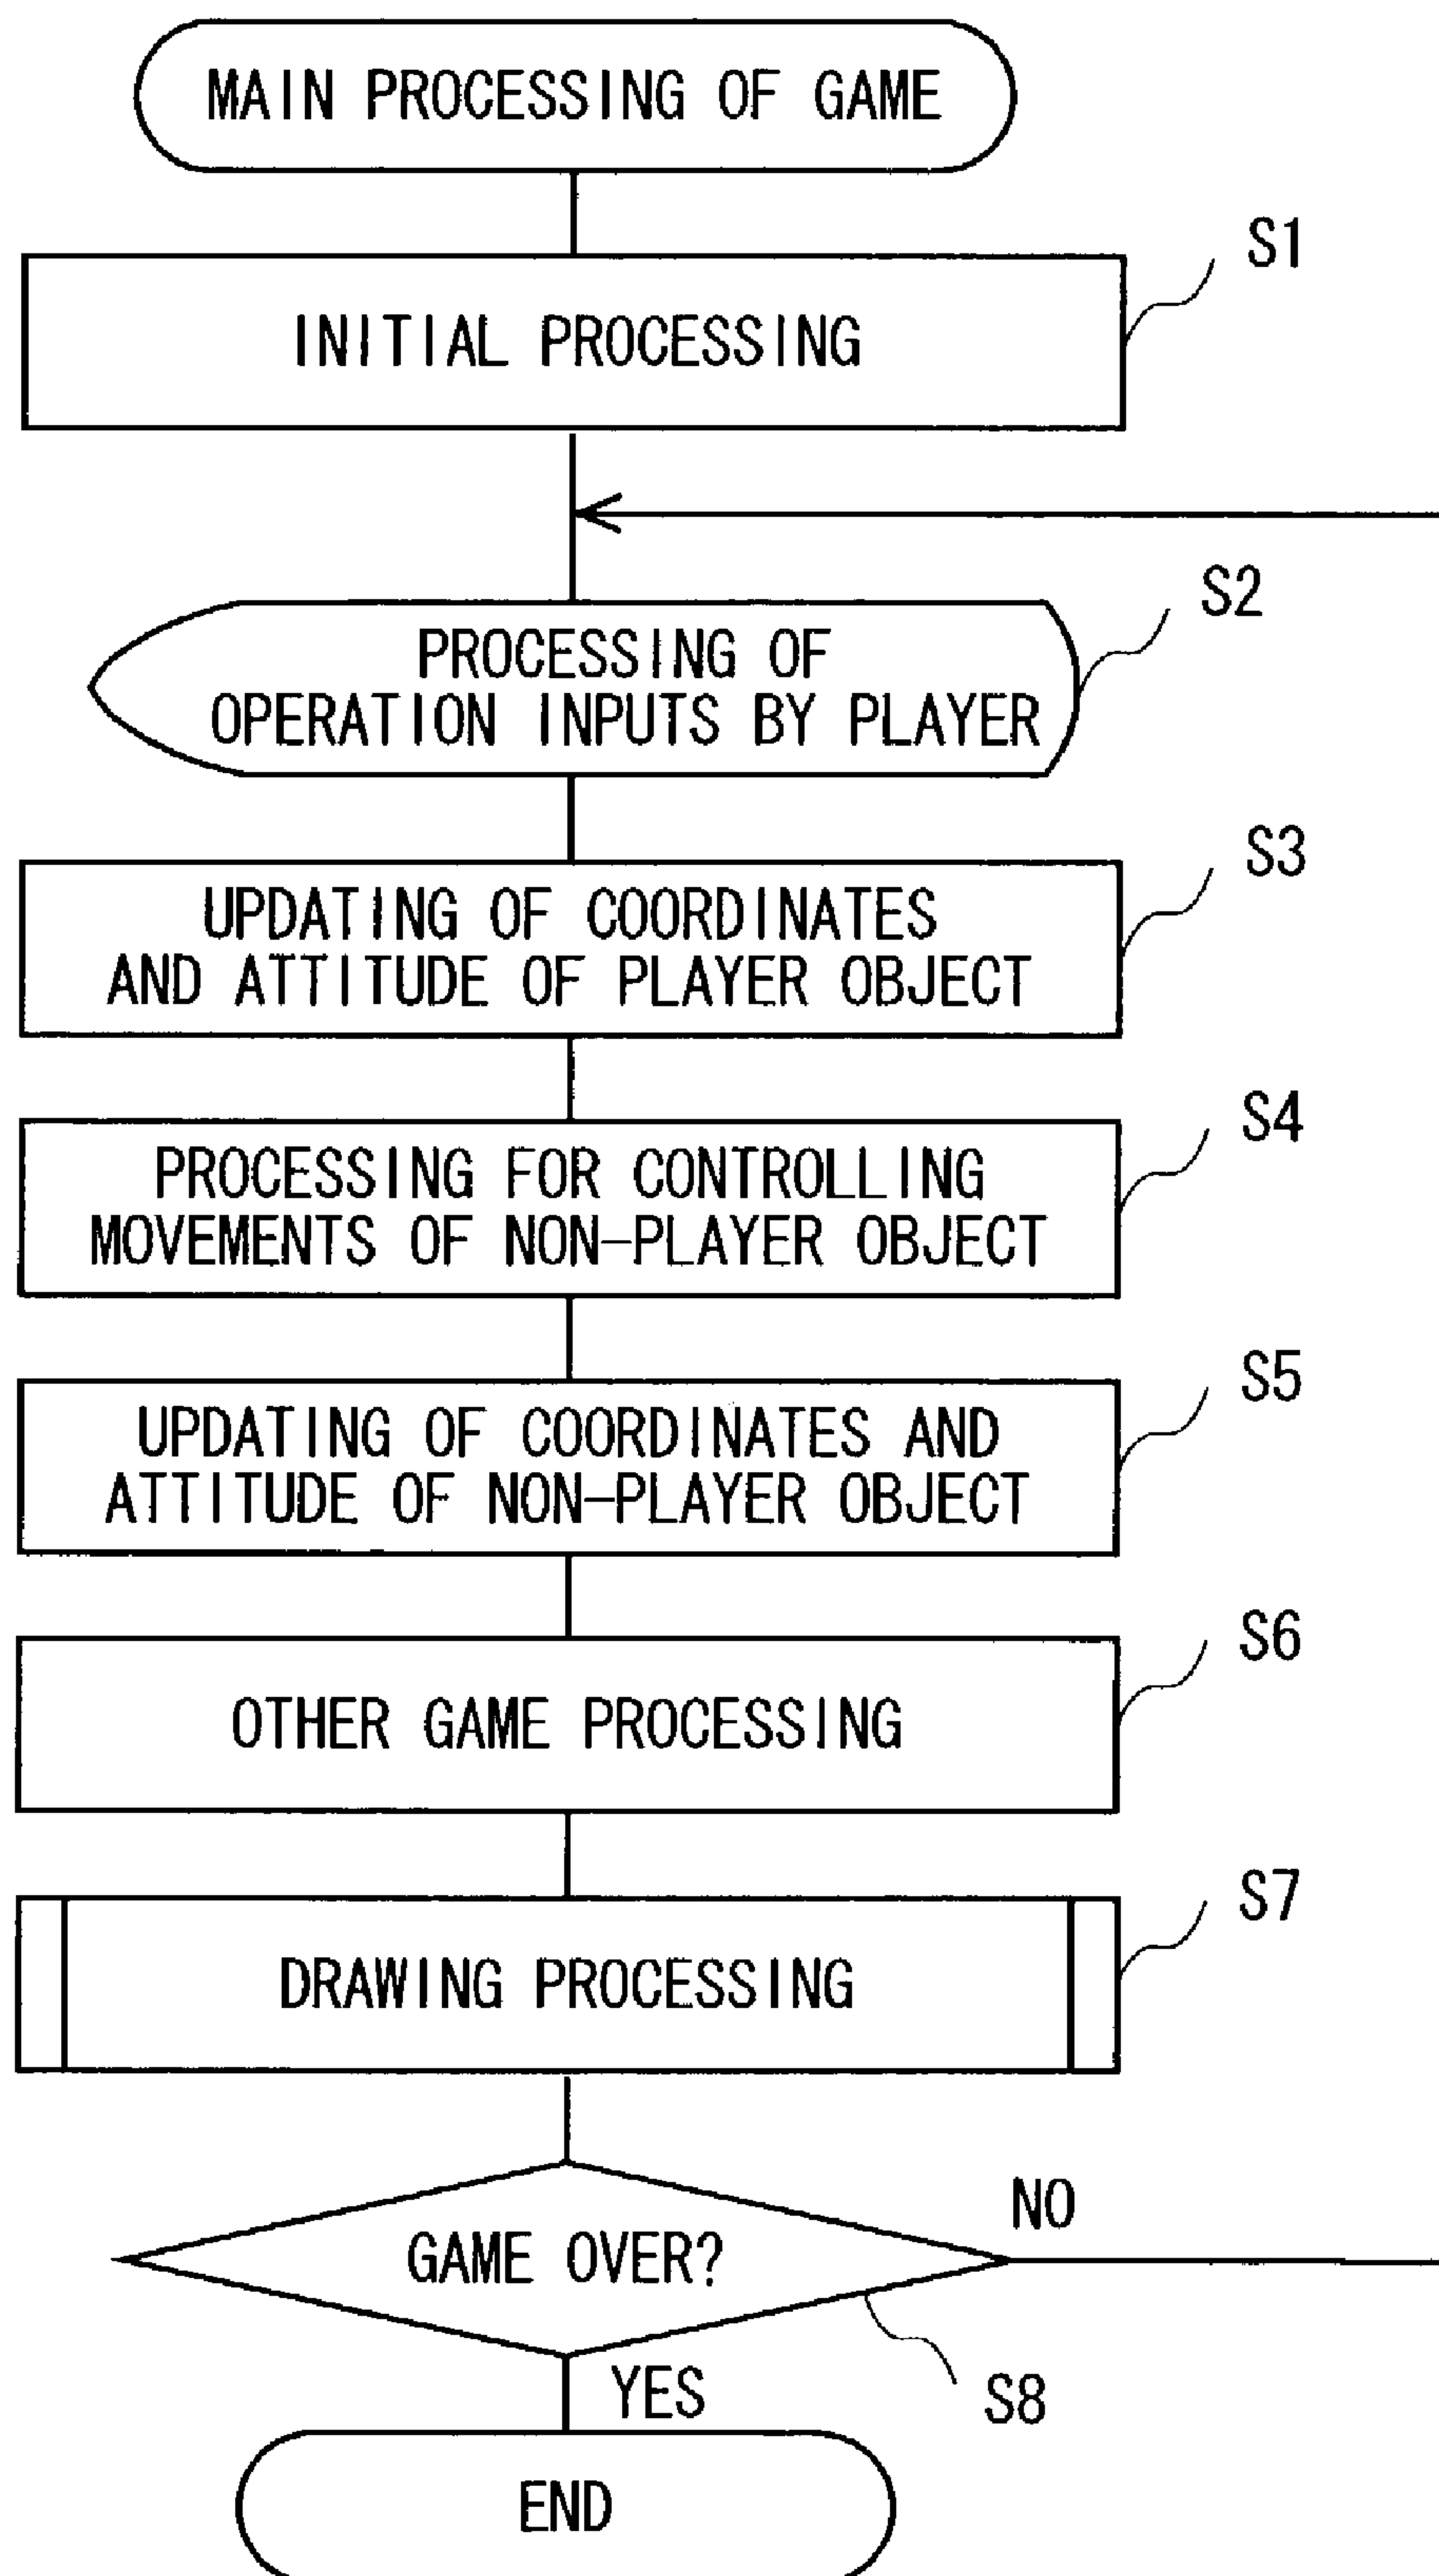 MAIN PROCESSING OF GAME
S1
INITIAL PROCESSING
S2
PROCESSING OF
OPERATION INPUTS BY PLAYER
S3
UPDATING OF COORDINATES
AND ATTITUDE OF PLAYER OBJECT
S4
PROCESSING FOR CONTROLLING
MOVEMENTS OF NON-PLAYER OBJECT
S5
UPDATING OF COORDINATES AND
ATTITUDE OF NON-PLAYER OBJECT
S6
OTHER GAME PROCESSING
S7
DRAWING PROCESSING
NO
GAME OVER?
YES
S8
END